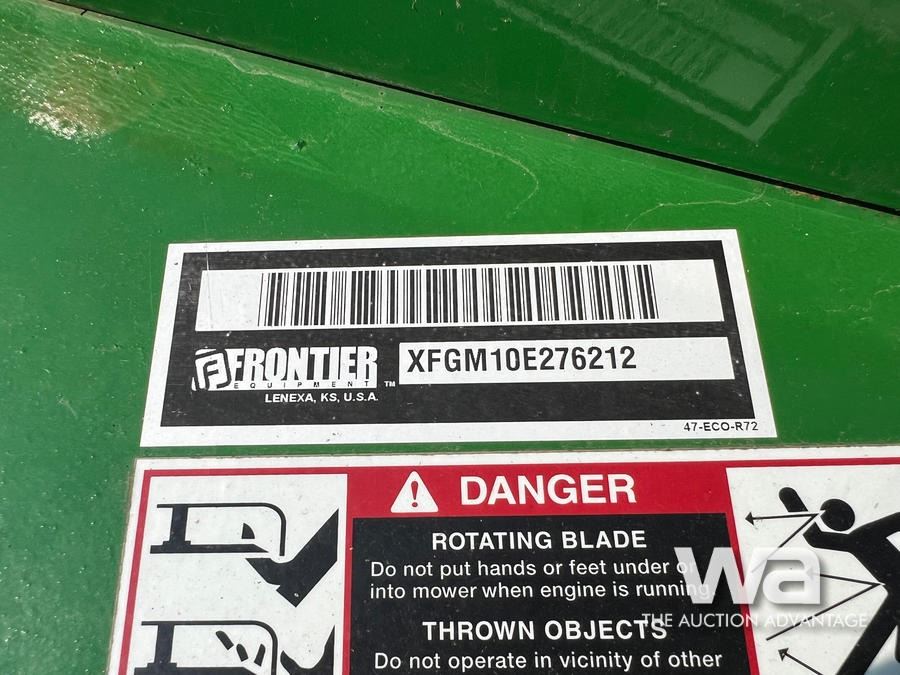 FRONTIER
EQUIPMENT ™
LENEXA, KS, U.S.A.
XFGM10E276212
47-ECO-R72
DANGER
ROTATING BLADE
Do not put hands or feet under or
into mower when engine is running.
THROWN OBJECTS
Do not operate in vicinity of other
wa
THE AUCTION ADVANTAGE